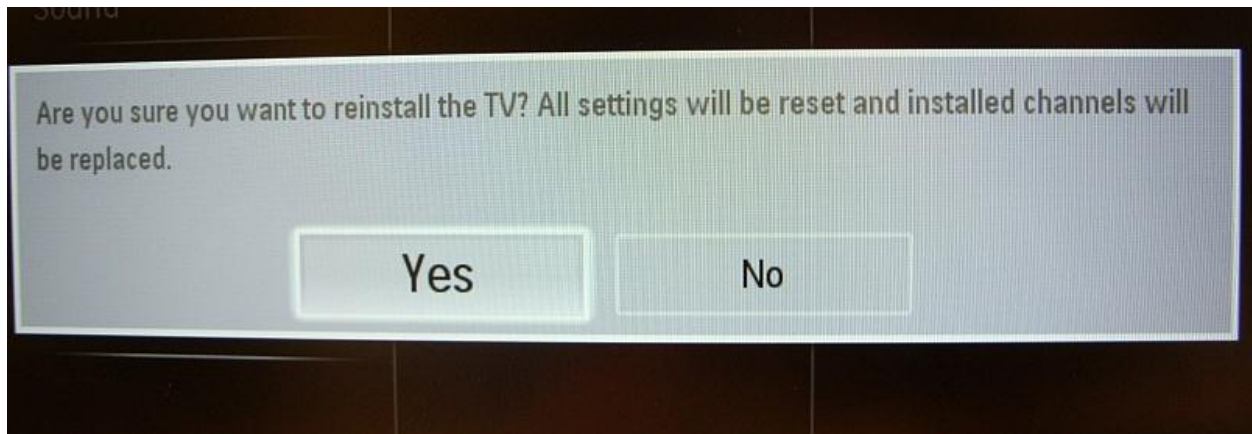 Sound
Are you sure you want to reinstall the TV? All settings will be reset and installed channels will
be replaced.
Yes
No